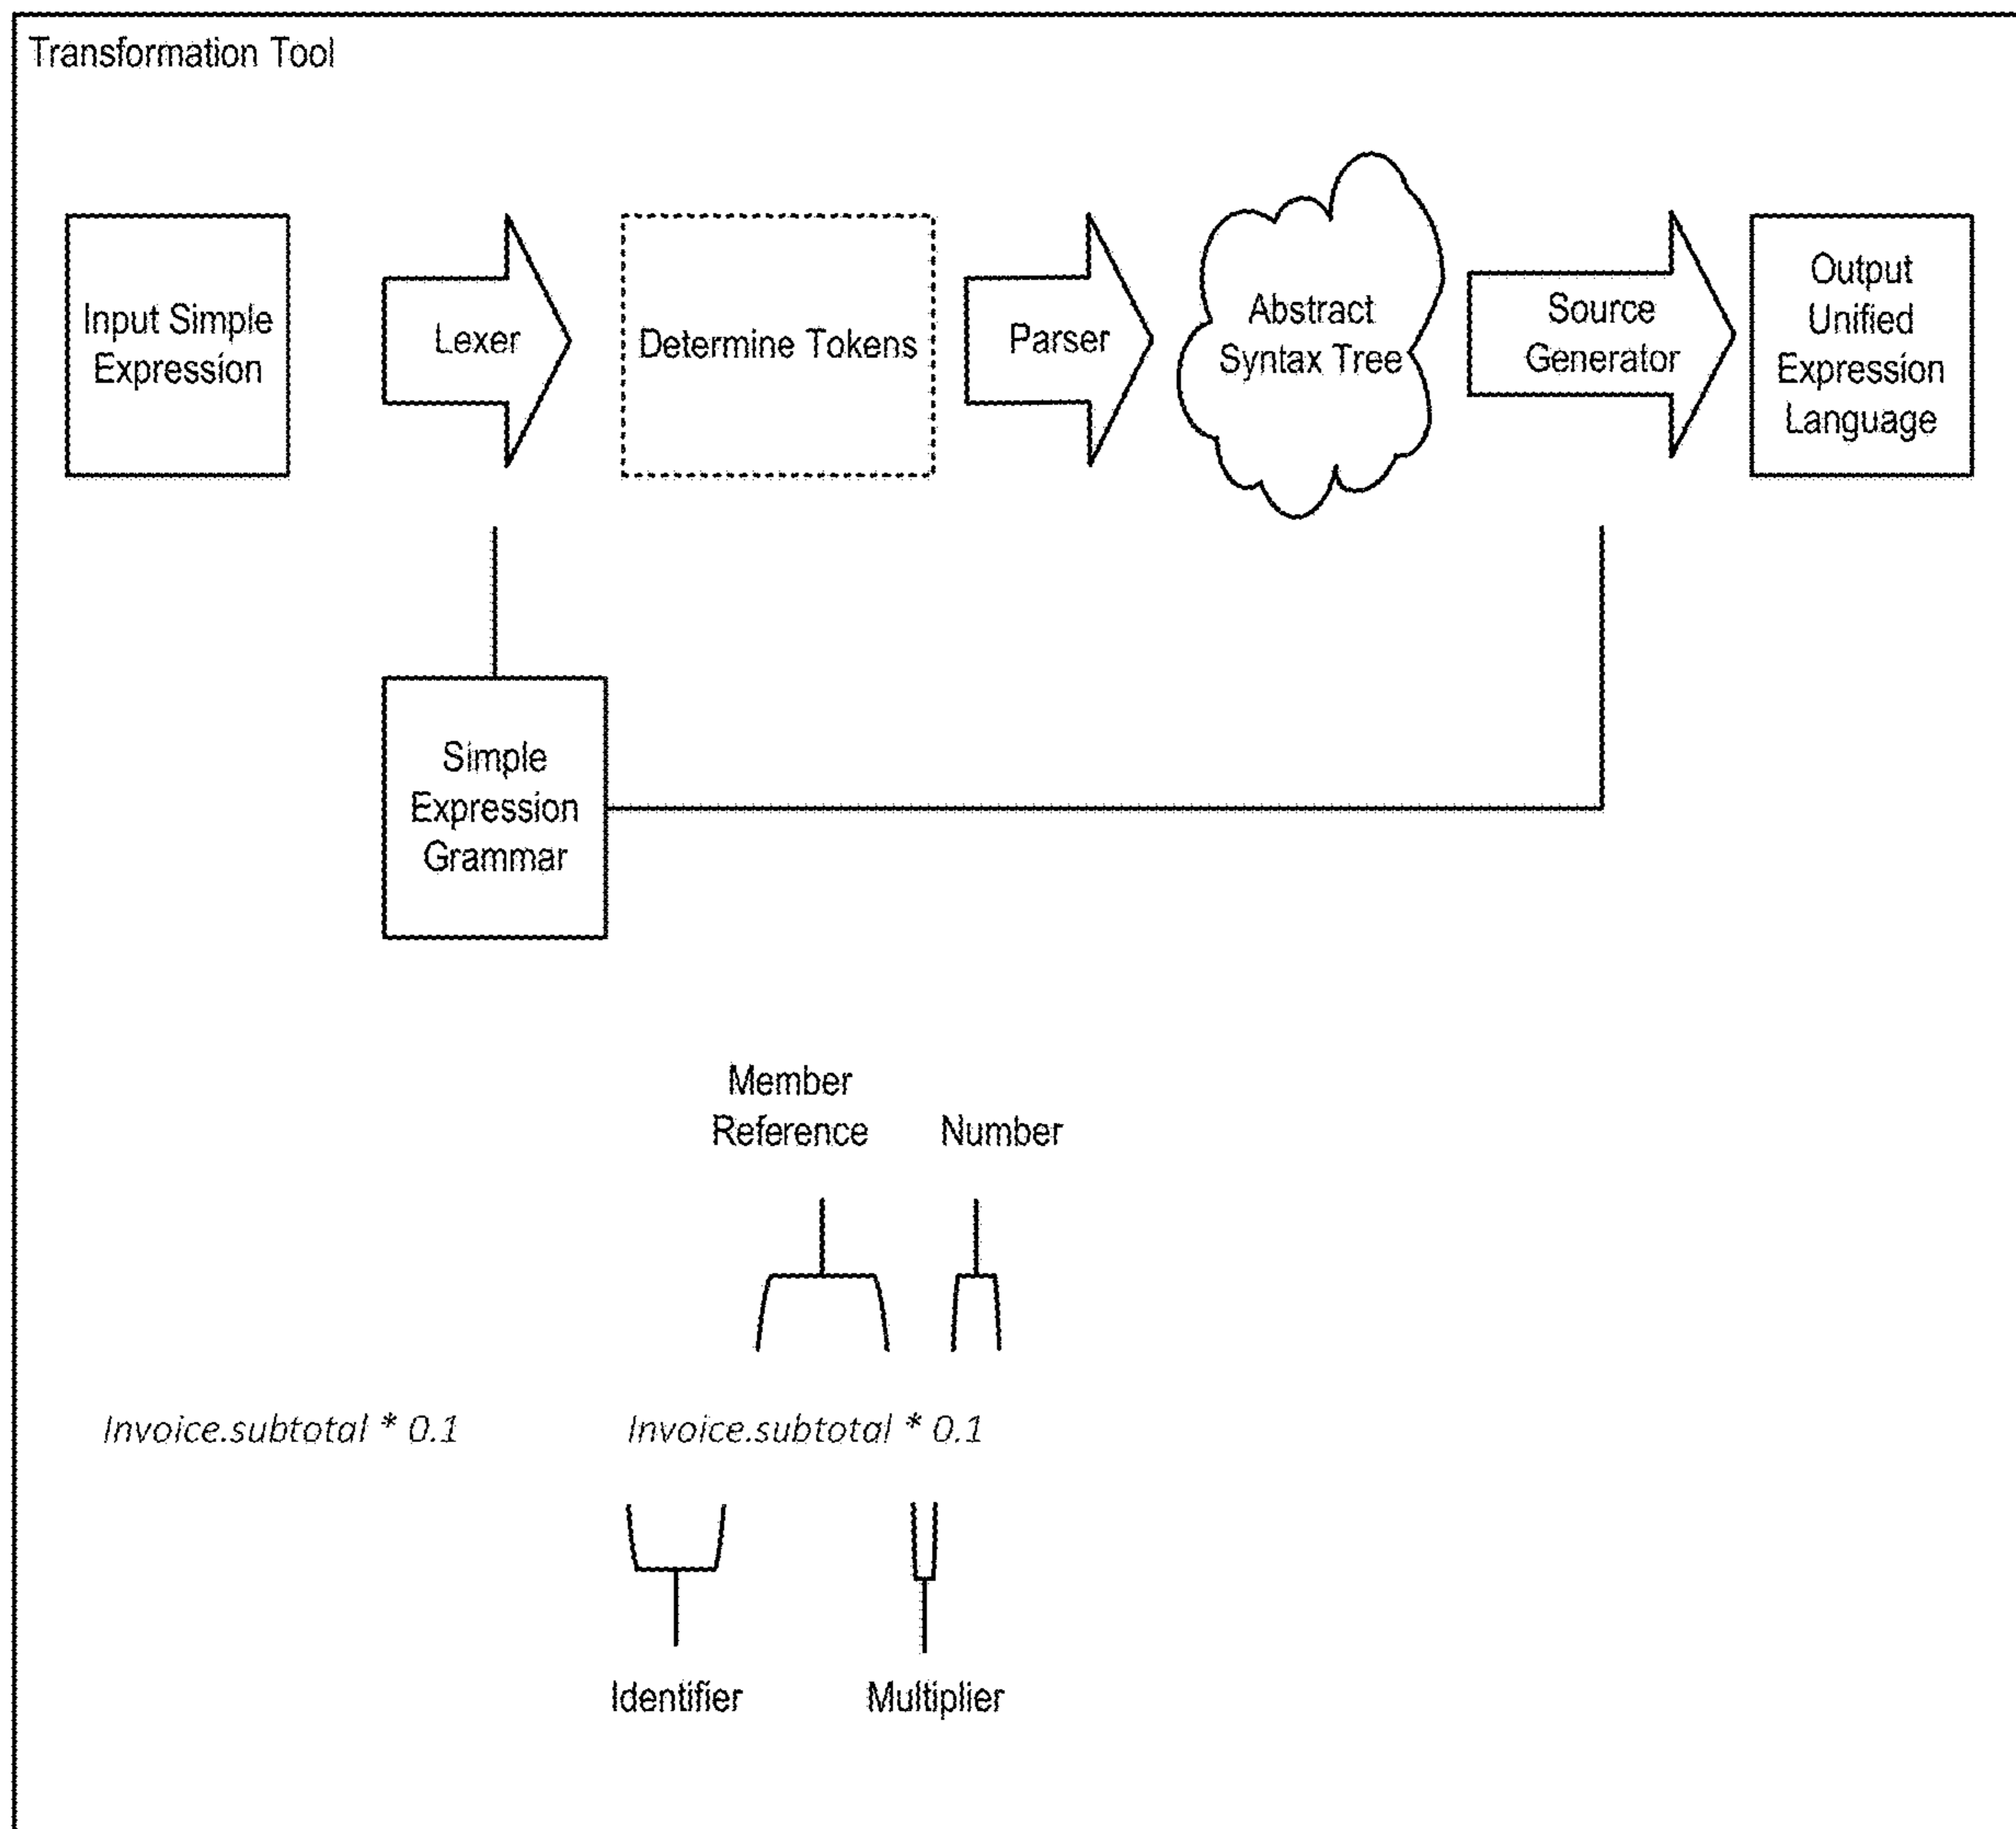 Transformation Tool
Input Simple
Expression
Lexer
Determine Tokens
Parser
Abstract
Syntax Tree
Source
Generator
Output
Unified
Expression
Language
Simple
Expression
Grammar
Member
Reference
Number
Invoice.subtotal * 0.1
Invoice.subtotal * 0.1
Identifier
Multiplier